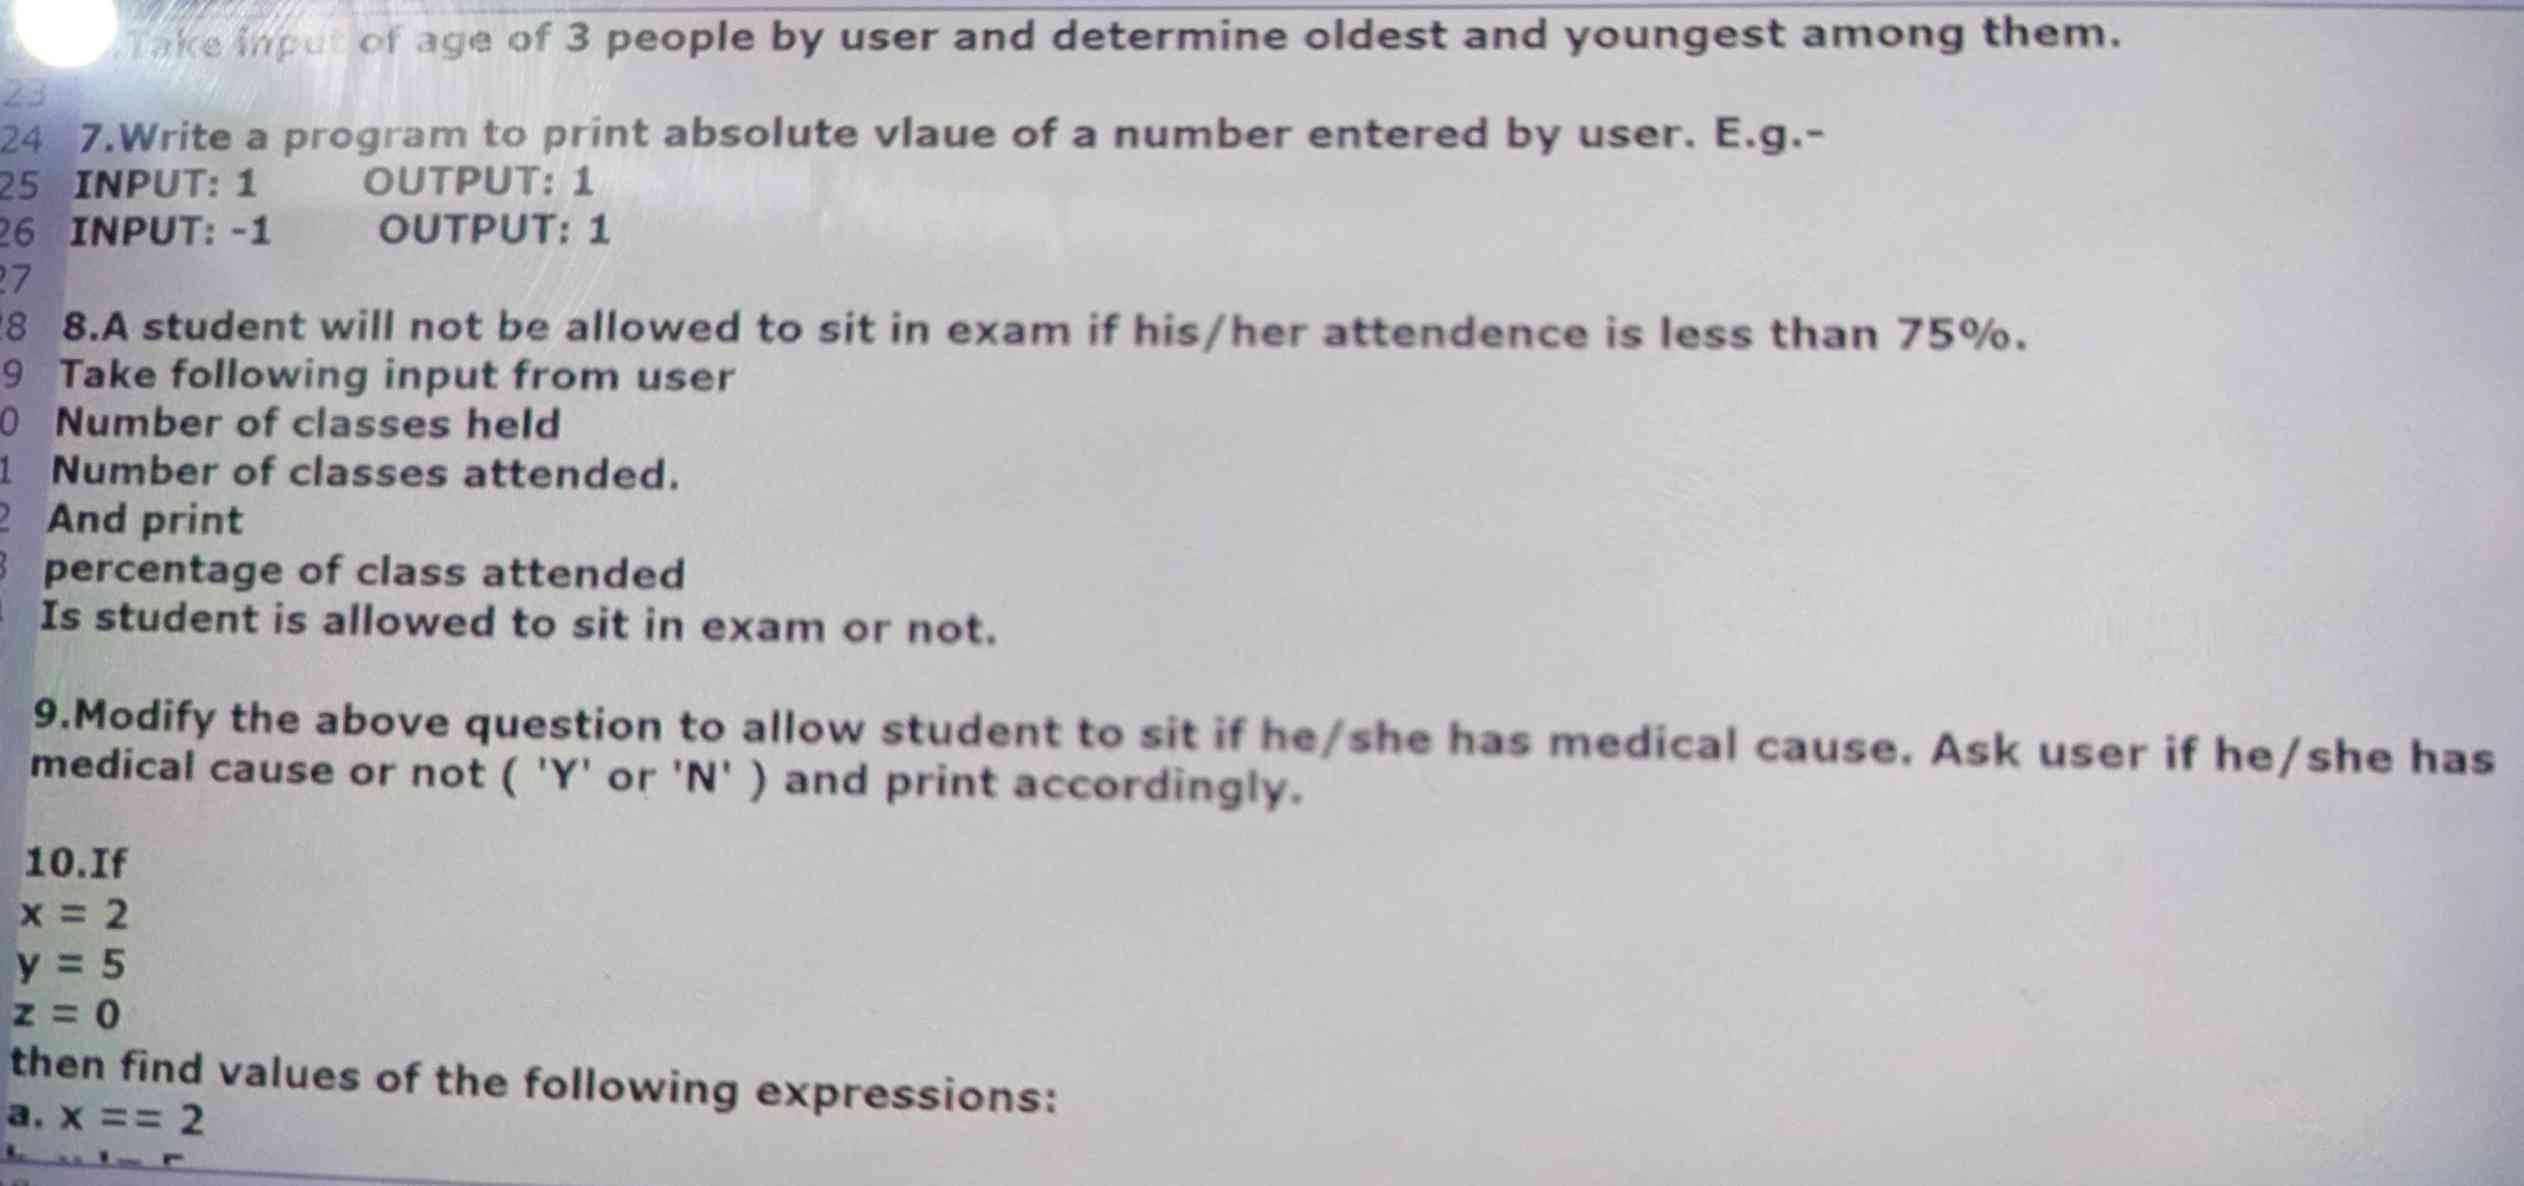 .Take input of age of 3 people by user and determine oldest and youngest among them.
23
24 7.Write a program to print absolute vlaue of a number entered by user. E.g.-
25 INPUT: 1 OUTPUT: 1
26 INPUT: -1 OUTPUT: 1
27
8 8.A student will not be allowed to sit in exam if his/her attendence is less than 75%.
9 Take following input from user
0 Number of classes held
1 Number of classes attended.
2 And print
3 percentage of class attended
Is student is allowed to sit in exam or not.
9.Modify the above question to allow student to sit if he/she has medical cause. Ask user if he/she has
medical cause or not ( 'Y' or 'N' ) and print accordingly.
10.If
x = 2
y = 5
z = 0
then find values of the following expressions:
a. x == 2